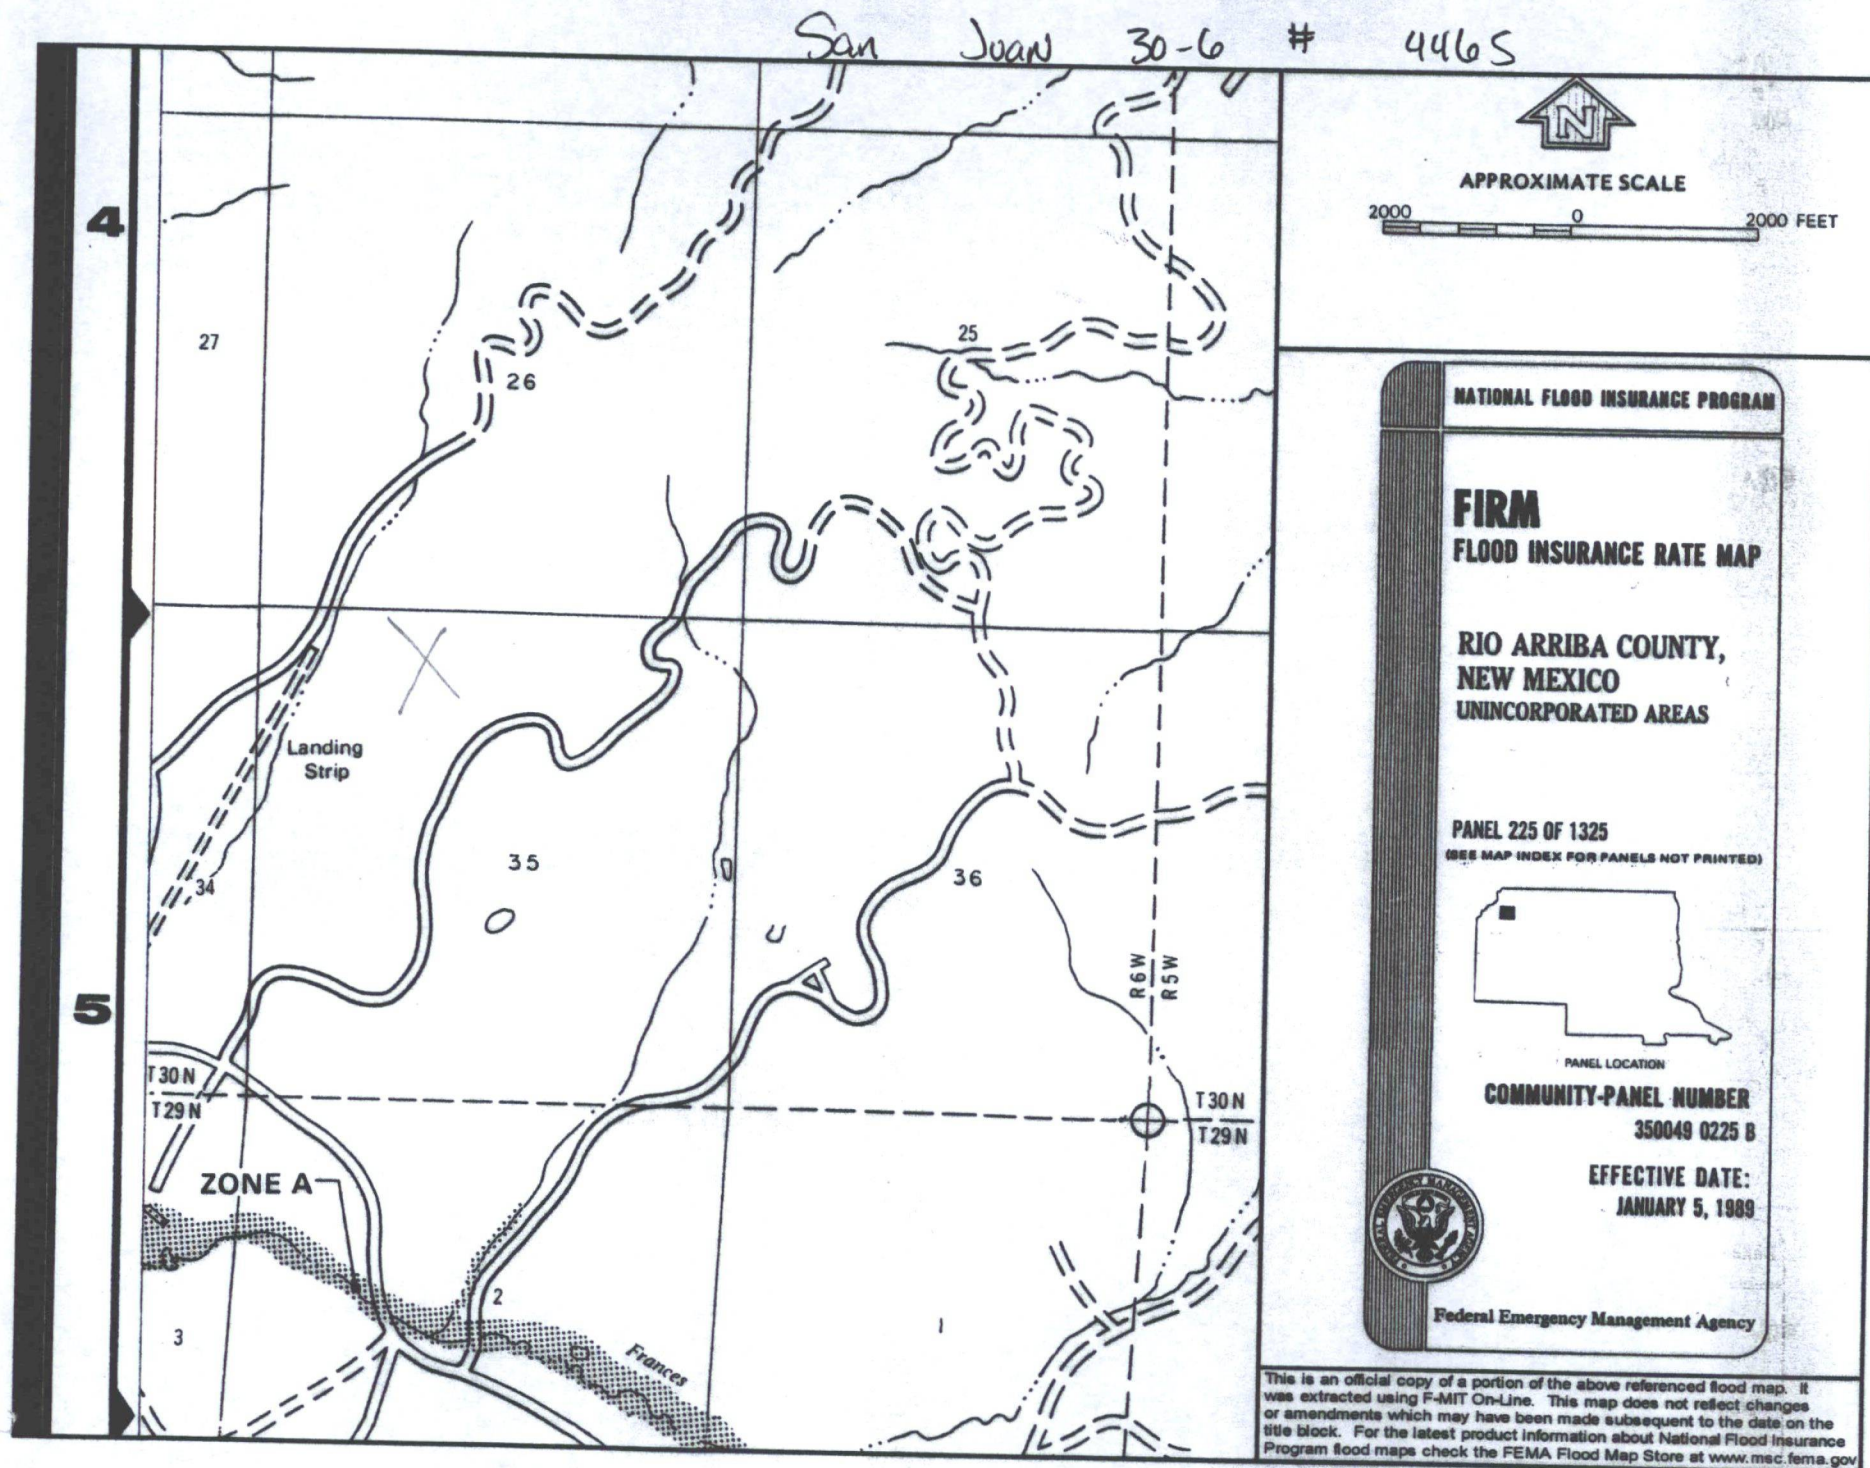 San Juan 30-6 # 446S
4
5
27
26
25
Landing
Strip
34
35
36
U
R6W
R5W
T30N
T29N
T30N
T29N
ZONE A
3
2
1
Frances
N
APPROXIMATE SCALE
2000 0 2000 FEET
NATIONAL FLOOD INSURANCE PROGRAM
FIRM
FLOOD INSURANCE RATE MAP
RIO ARRIBA COUNTY,
NEW MEXICO
UNINCORPORATED AREAS
PANEL 225 OF 1325
(SEE MAP INDEX FOR PANELS NOT PRINTED)
PANEL LOCATION
COMMUNITY-PANEL NUMBER
350049 0225 B
EFFECTIVE DATE:
JANUARY 5, 1989
FEDERAL EMERGENCY MANAGEMENT AGENCY
Federal Emergency Management Agency
This is an official copy of a portion of the above referenced flood map. It
was extracted using F-MIT On-Line. This map does not reflect changes
or amendments which may have been made subsequent to the date on the
title block. For the latest product information about National Flood Insurance
Program flood maps check the FEMA Flood Map Store at www.msc.fema.gov